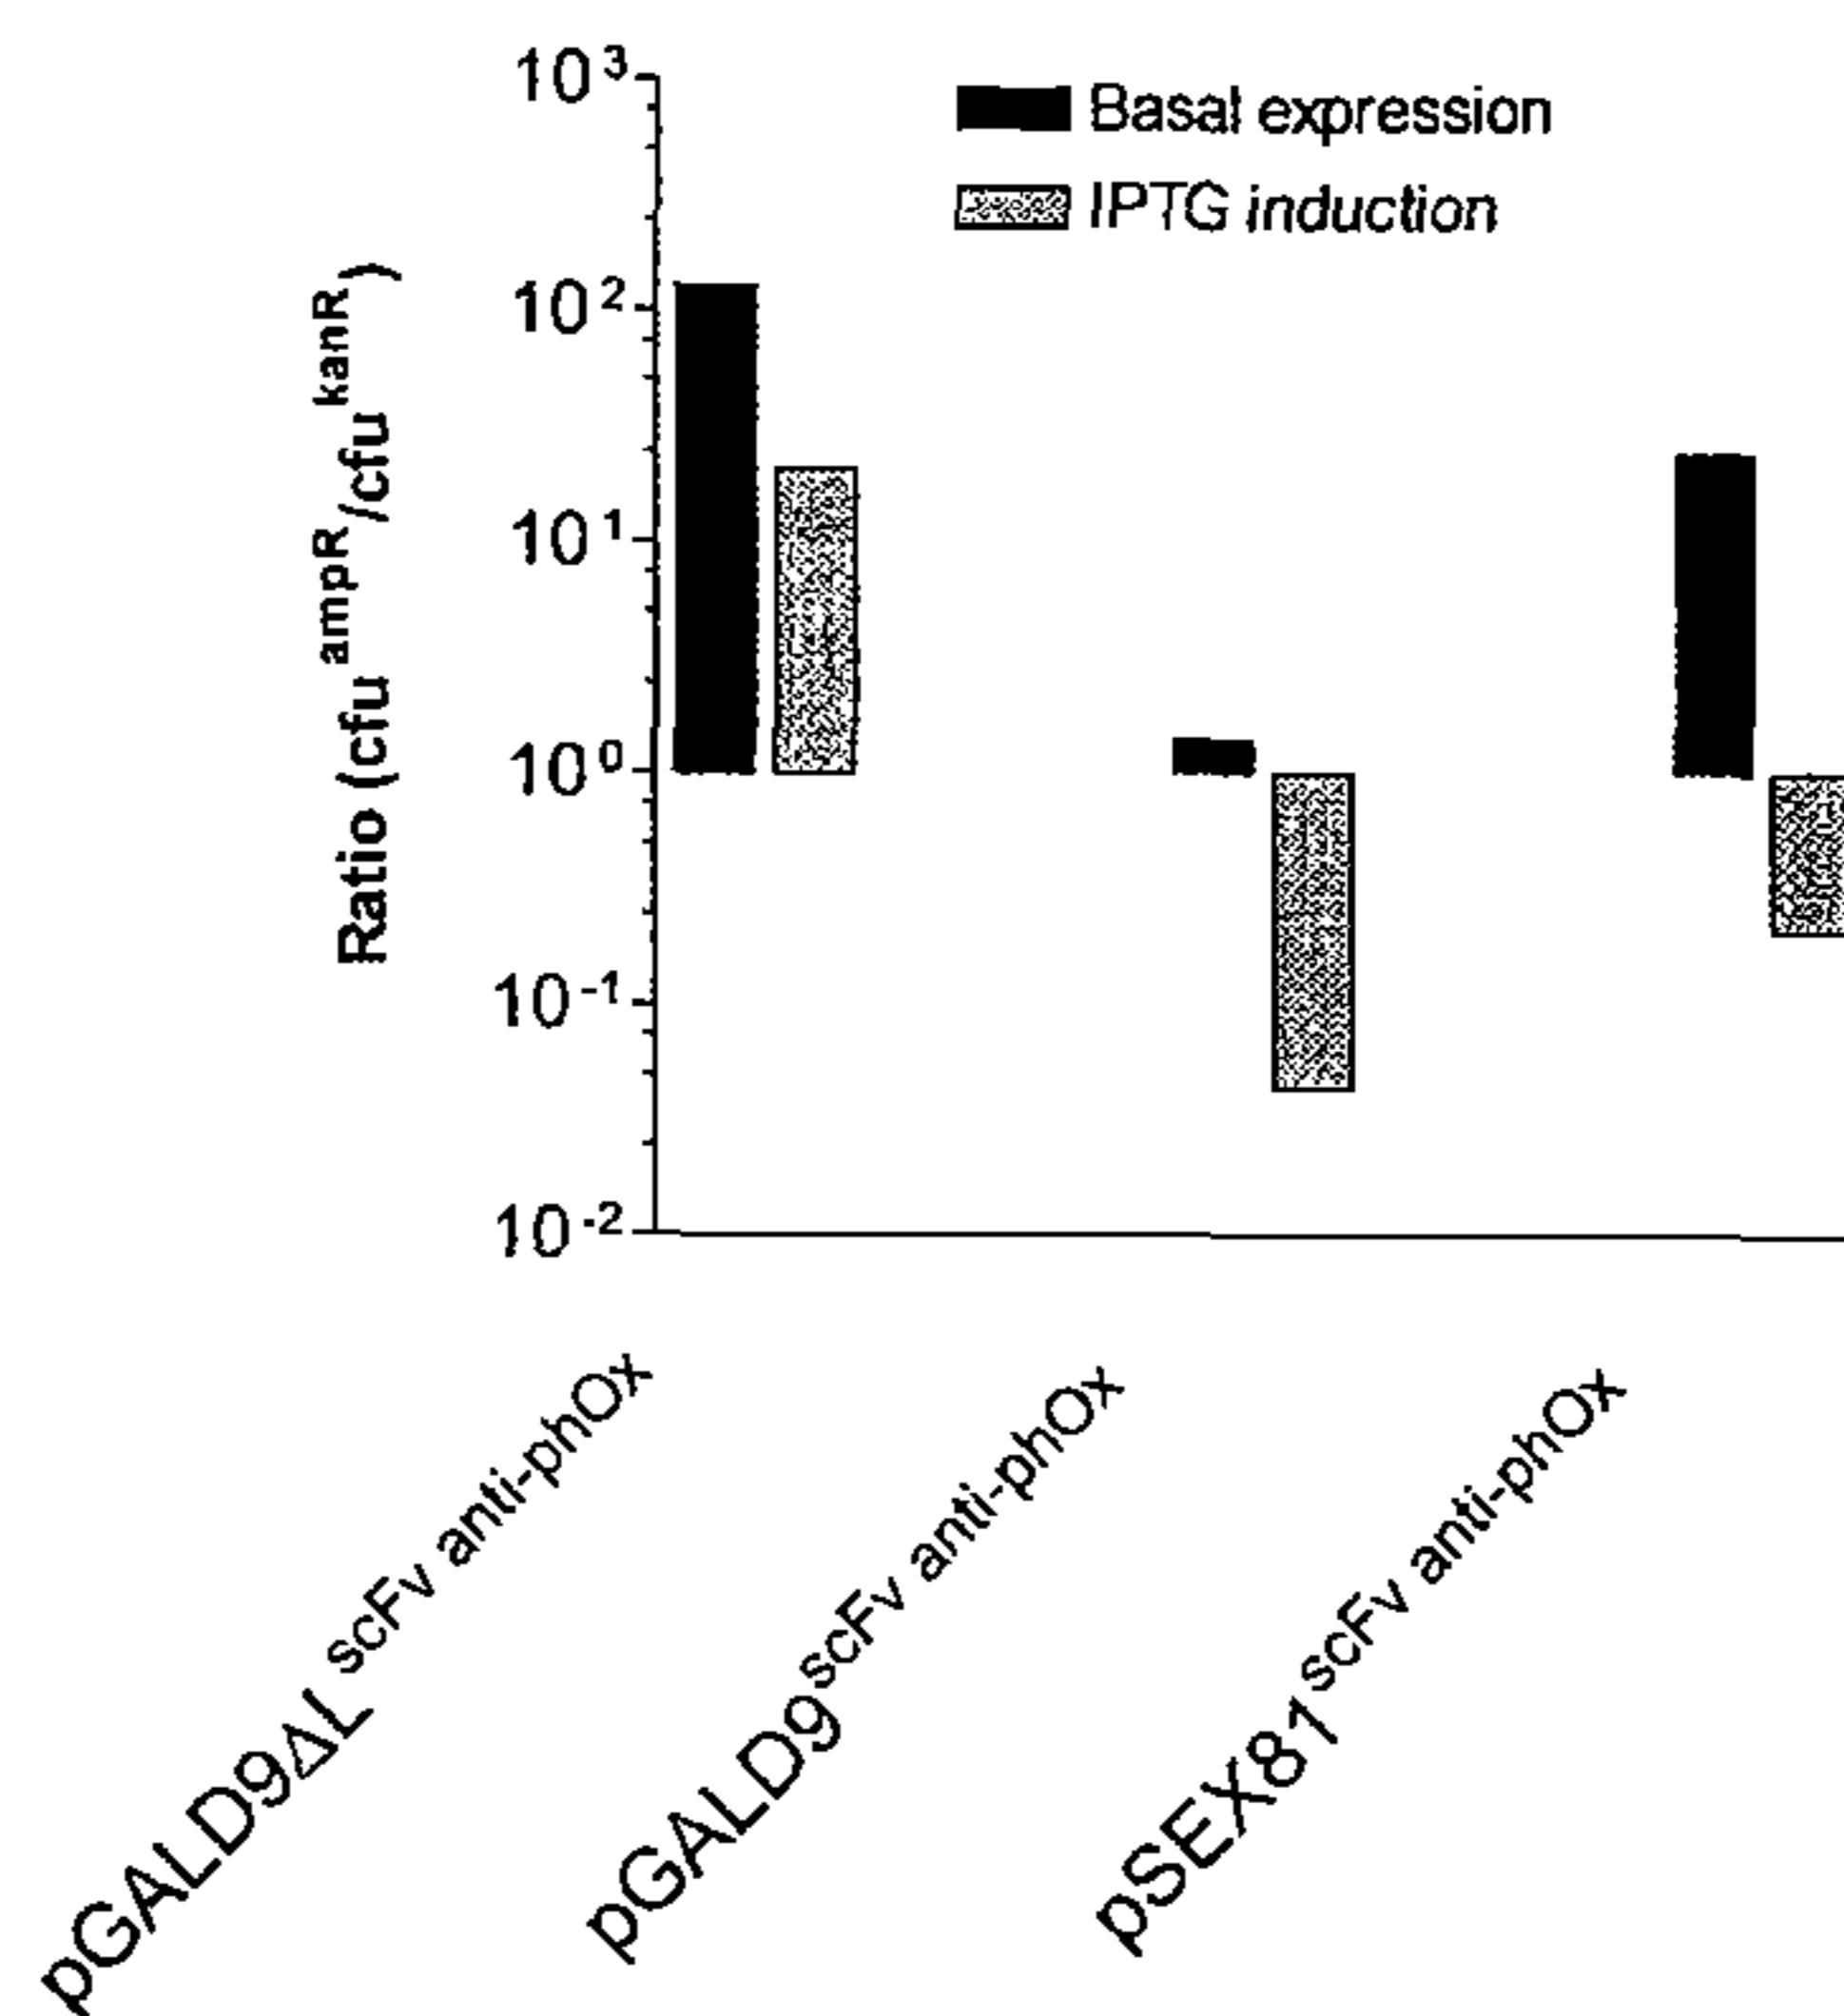 Basal expression
IPTG induction
10³
10²
10¹
10⁰
10⁻¹
10⁻²
Ratio (cfu^ampR/cfu^kanR)
pGALD9ΔL^scFv anti-phOx
pGALD9^scFv anti-phOx
pSEX81^scFv anti-phOx